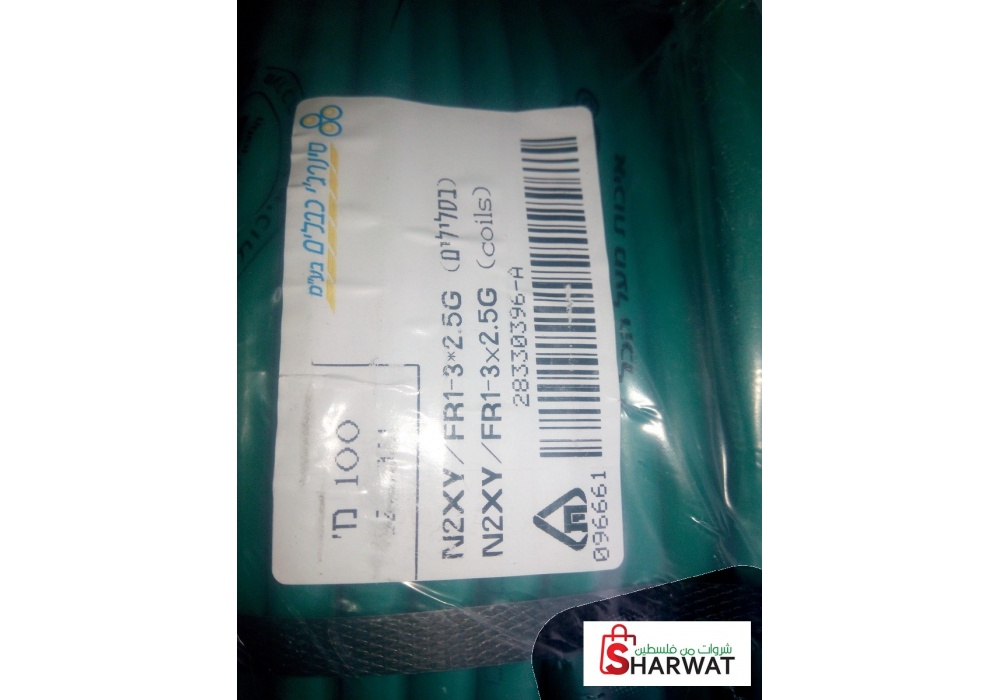 סינרג'י כבלים בע"מ
100 מ'
N2XY/FR1-3*2.5G (בסלילים)
N2XY/FR1-3x2.5G (coils)
28330396-A
096661
شروات من فلسطين
SHARWAT